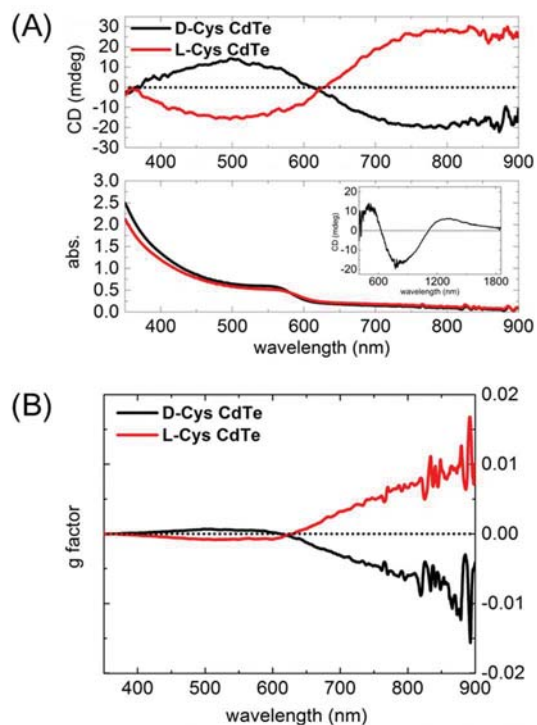 (A)
D-Cys CdTe
L-Cys CdTe
CD (mdeg)
30
20
10
0
-10
-20
-30
400 500 600 700 800 900
3.0
2.5
2.0
1.5
1.0
0.5
0.0
abs.
20
10
0
-10
-20
CD (mdeg)
600 1200 1800
wavelength (nm)
400 500 600 700 800 900
wavelength (nm)
(B)
D-Cys CdTe
L-Cys CdTe
g factor
0.02
0.01
0.00
-0.01
-0.02
400 500 600 700 800 900
wavelength (nm)